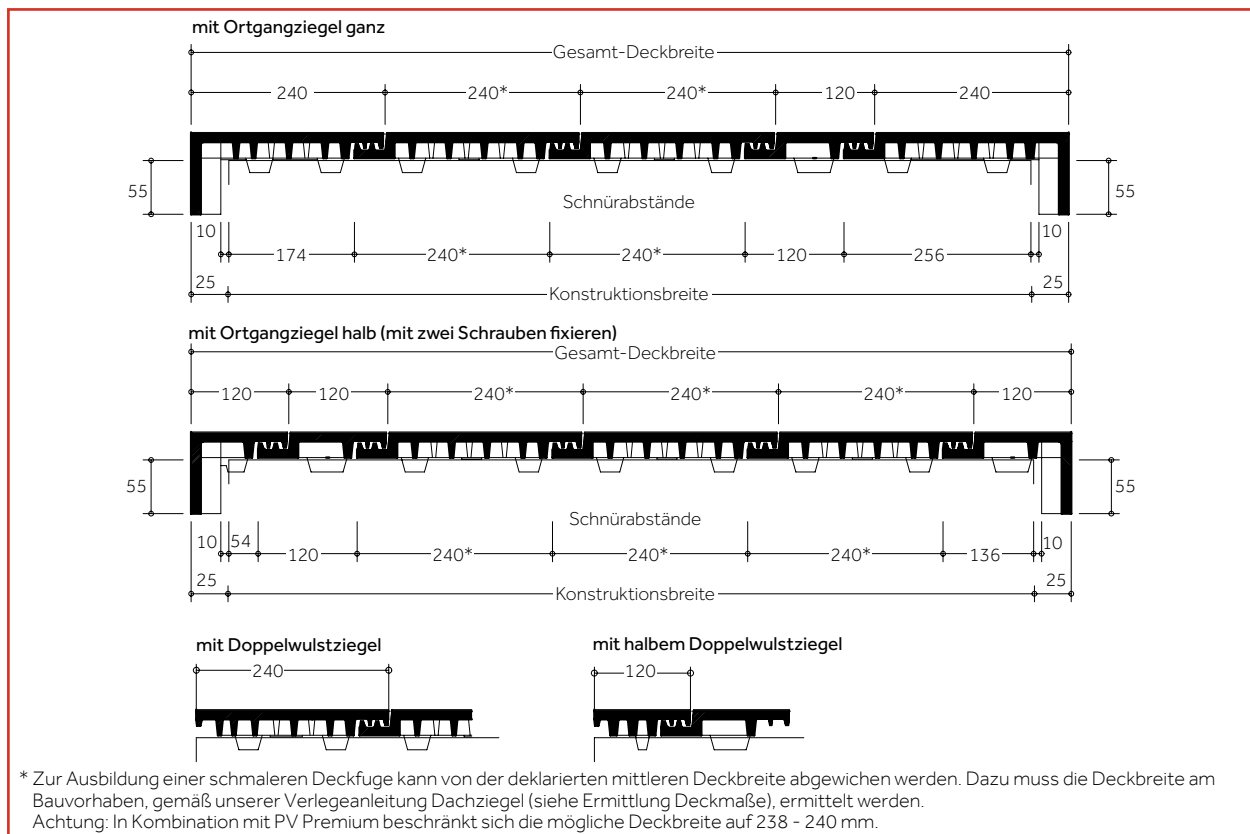 mit Ortgangziegel ganz
Gesamt-Deckbreite
240 240* 240* 120 240
55 55
Schnürabstände
10 174 240* 240* 120 256 10
25 Konstruktionsbreite 25
mit Ortgangziegel halb (mit zwei Schrauben fixieren)
Gesamt-Deckbreite
120 120 240* 240* 240* 120
55 55
Schnürabstände
10 54 120 240* 240* 240* 136 10
25 Konstruktionsbreite 25
mit Doppelwulstziegel mit halbem Doppelwulstziegel
240 120
* Zur Ausbildung einer schmaleren Deckfuge kann von der deklarierten mittleren Deckbreite abgewichen werden. Dazu muss die Deckbreite am
Bauvorhaben, gemäß unserer Verlegeanleitung Dachziegel (siehe Ermittlung Deckmaße), ermittelt werden.
Achtung: In Kombination mit PV Premium beschränkt sich die mögliche Deckbreite auf 238 - 240 mm.